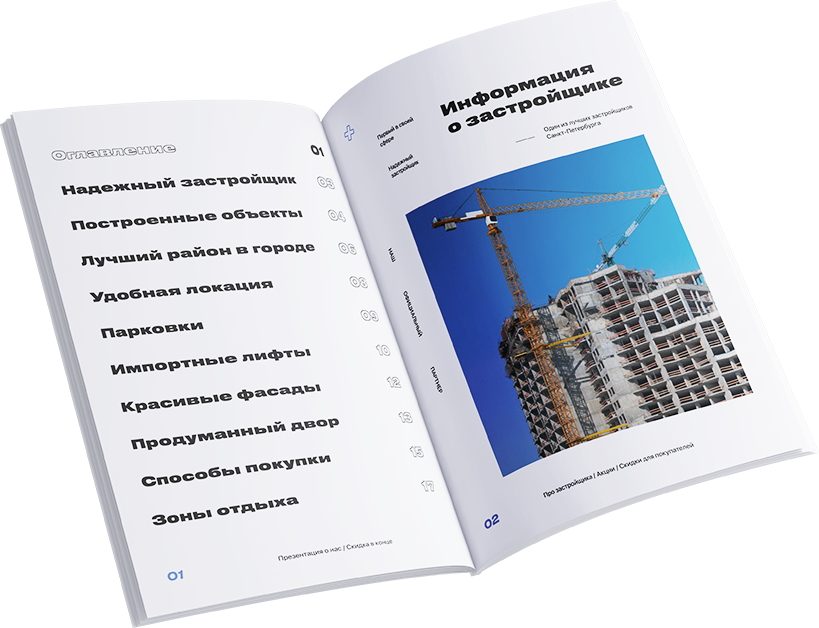 Оглавление 01
Надежный застройщик 03
Построенные объекты 04
Лучший район в городе 06
Удобная локация 08
Парковки 09
Импортные лифты 10
Красивые фасады 12
Продуманный двор 13
Способы покупки 15
Зоны отдыха 17
Презентация о нас / Скидка в конце
01
Первый в своей
сфере
Надежный
застройщик
Информация
о застройщике
Один из лучших застройщиков
Санкт-Петербурга
НАШ
ОФИЦИАЛЬНЫЙ
ПАРТНЕР
Про застройщика / Акции / Скидки для покупателей
02